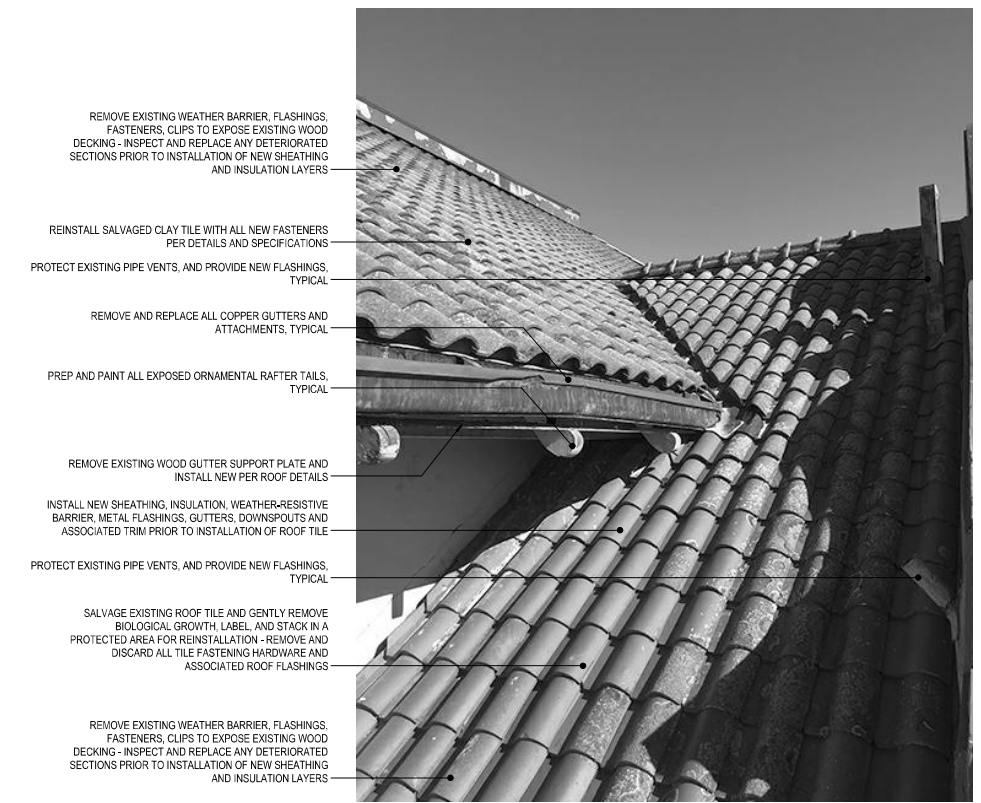 REMOVE EXISTING WEATHER BARRIER, FLASHINGS,
FASTENERS, CLIPS TO EXPOSE EXISTING WOOD
DECKING - INSPECT AND REPLACE ANY DETERIORATED
SECTIONS PRIOR TO INSTALLATION OF NEW SHEATHING
AND INSULATION LAYERS
REINSTALL SALVAGED CLAY TILE WITH ALL NEW FASTENERS
PER DETAILS AND SPECIFICATIONS
PROTECT EXISTING PIPE VENTS, AND PROVIDE NEW FLASHINGS,
TYPICAL
REMOVE AND REPLACE ALL COPPER GUTTERS AND
ATTACHMENTS, TYPICAL
PREP AND PAINT ALL EXPOSED ORNAMENTAL RAFTER TAILS,
TYPICAL
REMOVE EXISTING WOOD GUTTER SUPPORT PLATE AND
INSTALL NEW PER ROOF DETAILS
INSTALL NEW SHEATHING, INSULATION, WEATHER-RESISTIVE
BARRIER, METAL FLASHINGS, GUTTERS, DOWNSPOUTS AND
ASSOCIATED TRIM PRIOR TO INSTALLATION OF ROOF TILE
PROTECT EXISTING PIPE VENTS, AND PROVIDE NEW FLASHINGS,
TYPICAL
SALVAGE EXISTING ROOF TILE AND GENTLY REMOVE
BIOLOGICAL GROWTH, LABEL, AND STACK IN A
PROTECTED AREA FOR REINSTALLATION - REMOVE AND
DISCARD ALL TILE FASTENING HARDWARE AND
ASSOCIATED ROOF FLASHINGS
REMOVE EXISTING WEATHER BARRIER, FLASHINGS,
FASTENERS, CLIPS TO EXPOSE EXISTING WOOD
DECKING - INSPECT AND REPLACE ANY DETERIORATED
SECTIONS PRIOR TO INSTALLATION OF NEW SHEATHING
AND INSULATION LAYERS